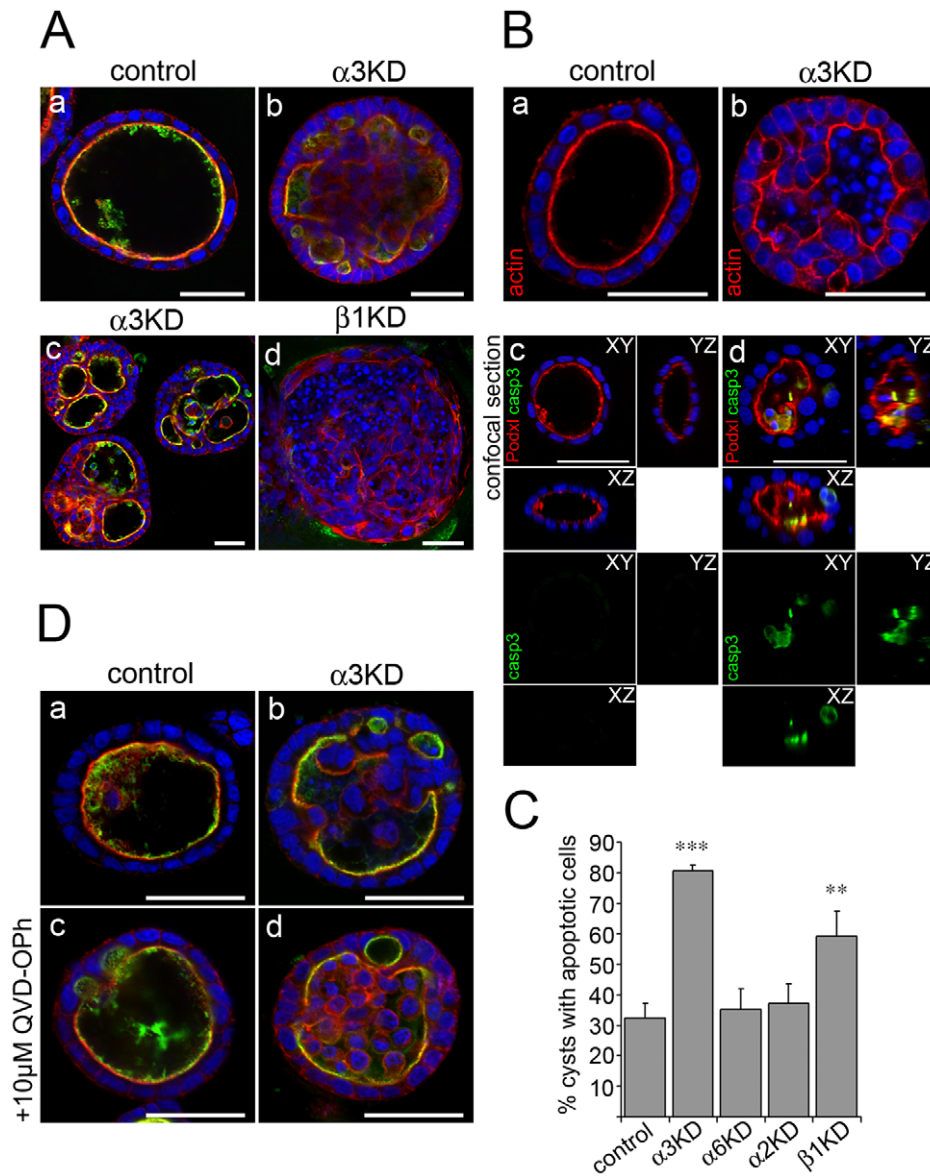 A
control
α3KD
a
b
α3KD
β1KD
c
d
B
control
α3KD
a
actin
b
actin
confocal section
c
XY
YZ
Podxl casp3
XZ
d
XY
YZ
Podxl casp3
XZ
XY
YZ
casp3
XZ
XY
YZ
casp3
XZ
D
control
α3KD
a
b
+10µM QVD-OPh
c
d
C
% cysts with apoptotic cells
90
80
70
60
50
40
30
20
10
***
**
control
α3KD
α6KD
α2KD
β1KD